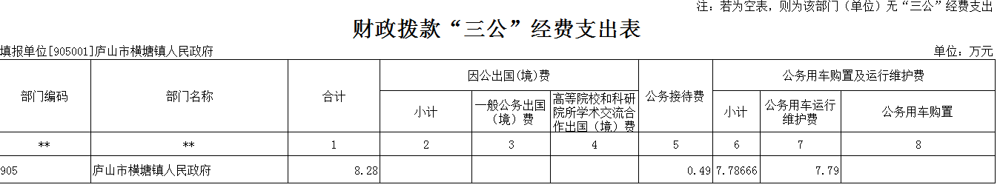 注：若为空表，则为该部门（单位）无“三公”经费支出
财政拨款“三公”经费支出表
填报单位[905001]庐山市横塘镇人民政府 单位：万元
部门编码 部门名称 合计 因公出国(境)费 公务接待费 公务用车购置及运行维护费
小计 一般公务出国（境）费 高等院校和科研院所学术交流合作出国（境）费 小计 公务用车运行维护费 公务用车购置
** ** 1 2 3 4 5 6 7 8
905 庐山市横塘镇人民政府 8.28 0.49 7.78666 7.79